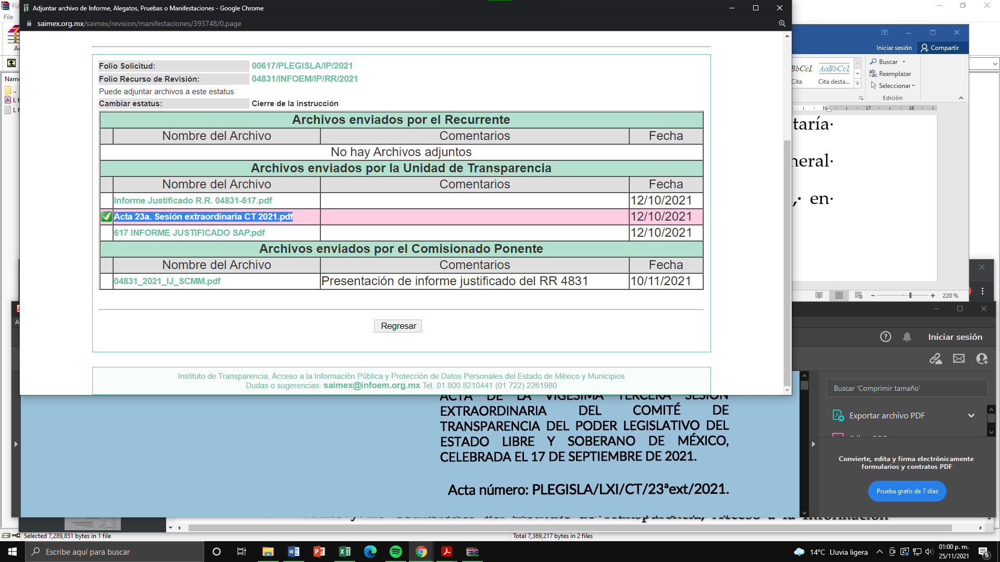 Adjuntar archivo de Informe, Alegatos, Pruebas o Manifestaciones - Google Chrome
saimex.org.mx/saimex/revision/manifestaciones/393748/0.page
File
Name
Folio Solicitud: 00617/PLEGISLA/IP/2021
Folio Recurso de Revisión: 04831/INFOEM/IP/RR/2021
Puede adjuntar archivos a este estatus
Cambiar estatus: Cierre de la instrucción
Archivos enviados por el Recurrente
Nombre del Archivo Comentarios Fecha
No hay Archivos adjuntos
Archivos enviados por la Unidad de Transparencia
Nombre del Archivo Comentarios Fecha
Informe Justificado R.R. 04831-617.pdf 12/10/2021
Acta 23a. Sesión extraordinaria CT 2021.pdf 12/10/2021
617 INFORME JUSTIFICADO SAP.pdf 12/10/2021
Archivos enviados por el Comisionado Ponente
Nombre del Archivo Comentarios Fecha
04831_2021_IJ_SCMM.pdf Presentación de informe justificado del RR 4831 10/11/2021
Regresar
Instituto de Transparencia, Acceso a la Información Pública y Protección de Datos Personales del Estado de México y Municipios
Dudas o sugerencias: saimex@infoem.org.mx Tel. 01 800 8210441 (01 722) 2261980
Iniciar sesión Compartir
Buscar
Reemplazar
Seleccionar
Edición
AaBbCcI
Cita Cita desta...
16 17 18
taría·
neral·
,· en·
220 %
Iniciar sesión
Buscar 'Comprimir tamaño'
Exportar archivo PDF
Convierte, edita y firma electrónicamente
formularios y contratos PDF
Prueba gratis de 7 días
ACTA DE LA VIGÉSIMA TERCERA SESIÓN
EXTRAORDINARIA DEL COMITÉ DE
TRANSPARENCIA DEL PODER LEGISLATIVO DEL
ESTADO LIBRE Y SOBERANO DE MÉXICO,
CELEBRADA EL 17 DE SEPTIEMBRE DE 2021.
Acta número: PLEGISLA/LXI/CT/23ªext/2021.
Selected 7,289,851 bytes in 1 file
Total 7,369,217 bytes in 2 files
Escribe aquí para buscar
14°C Lluvia ligera
01:00 p. m.
25/11/2021
6